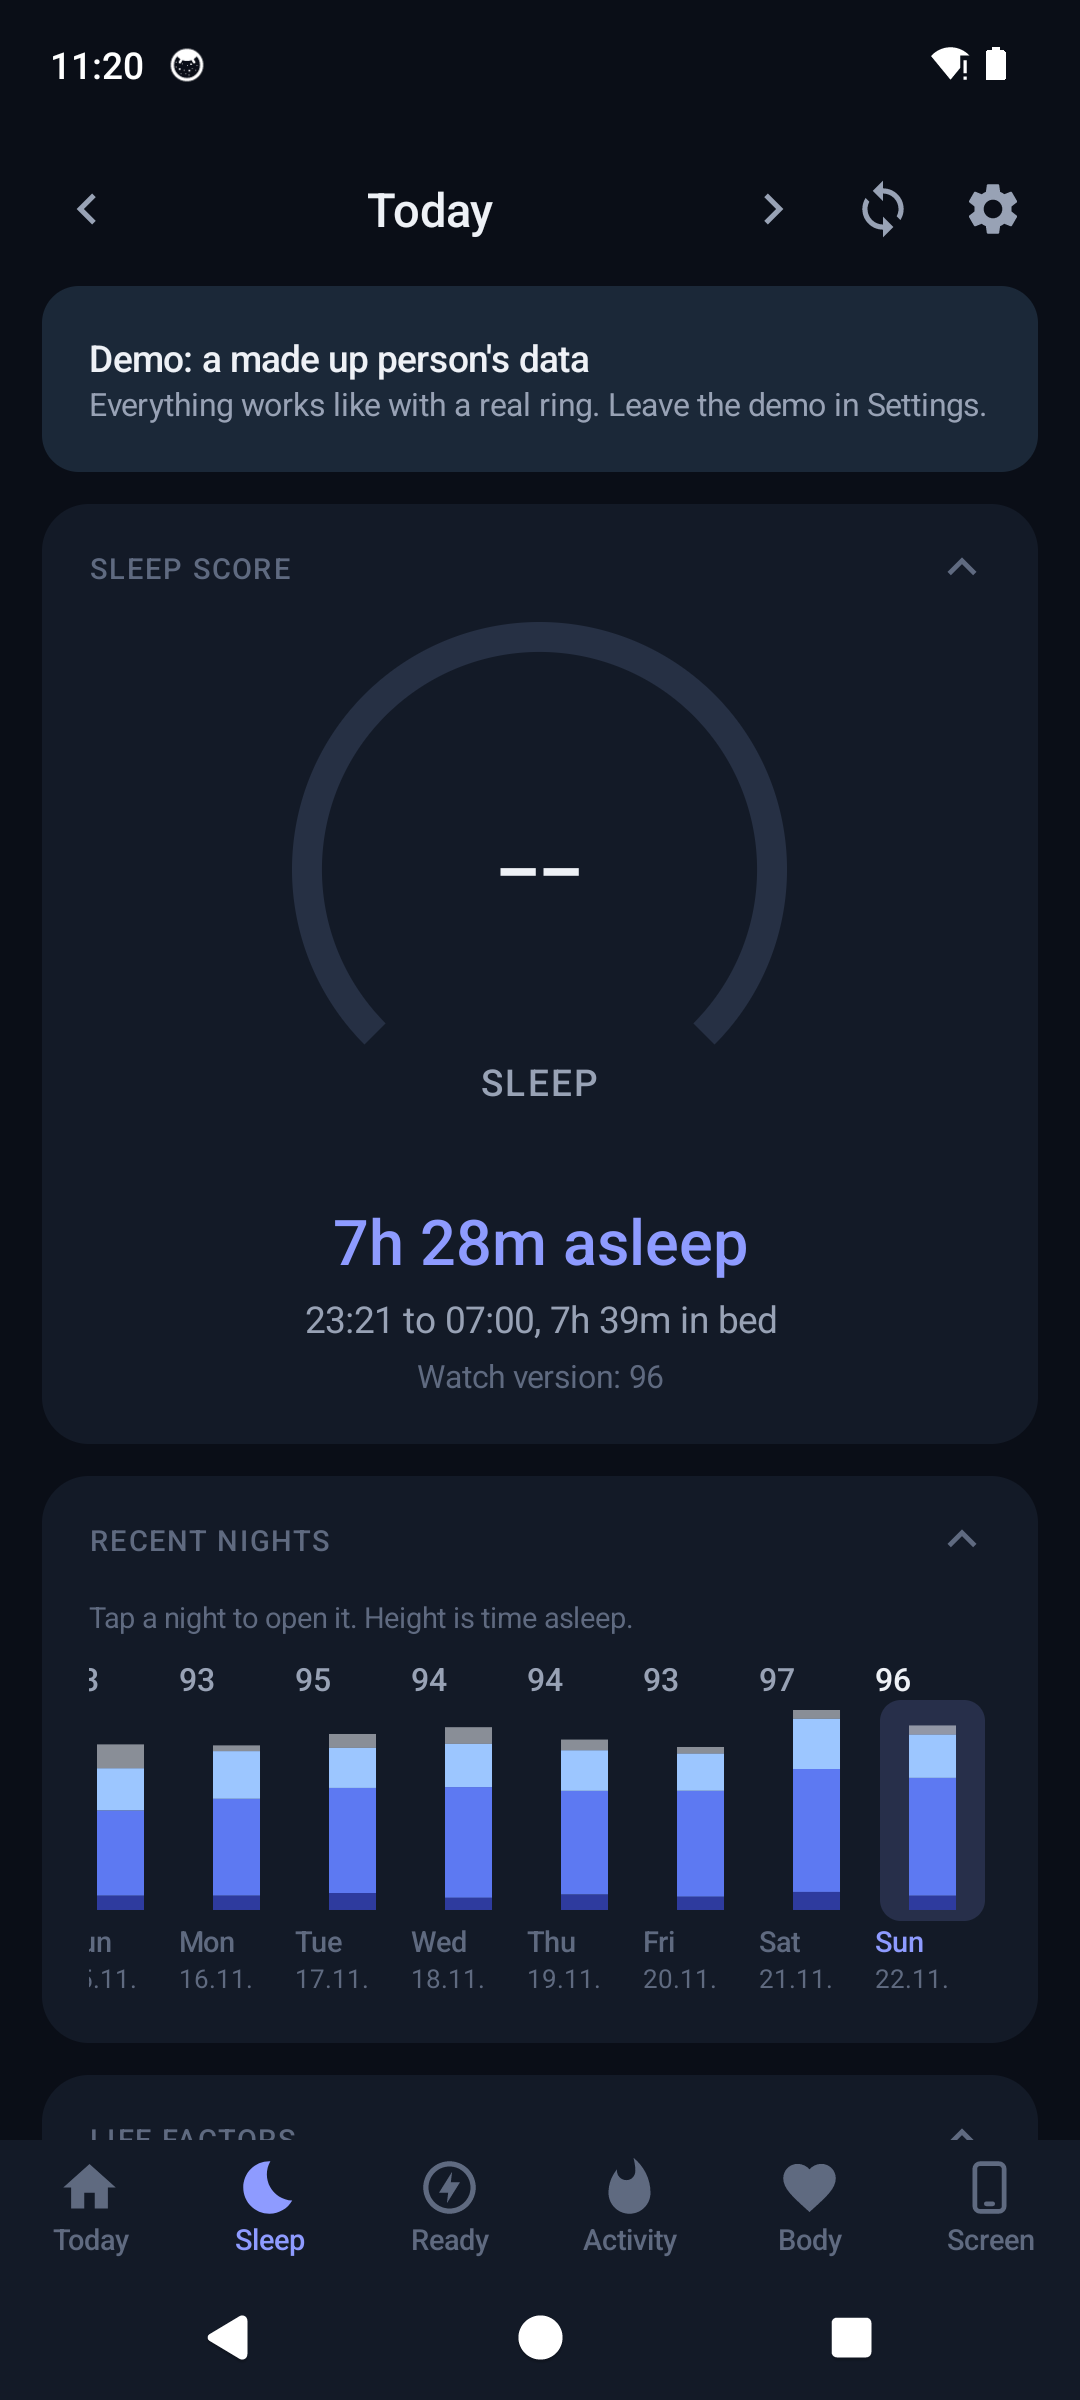 11:20
Today
Demo: a made up person's data
Everything works like with a real ring. Leave the demo in Settings.
SLEEP SCORE
--
SLEEP
7h 28m asleep
23:21 to 07:00, 7h 39m in bed
Watch version: 96
RECENT NIGHTS
Tap a night to open it. Height is time asleep.
93 95 94 94 93 97 96
Mon Tue Wed Thu Fri Sat Sun
16.11. 17.11. 18.11. 19.11. 20.11. 21.11. 22.11.
LIFE FACTORS
Today Sleep Ready Activity Body Screen